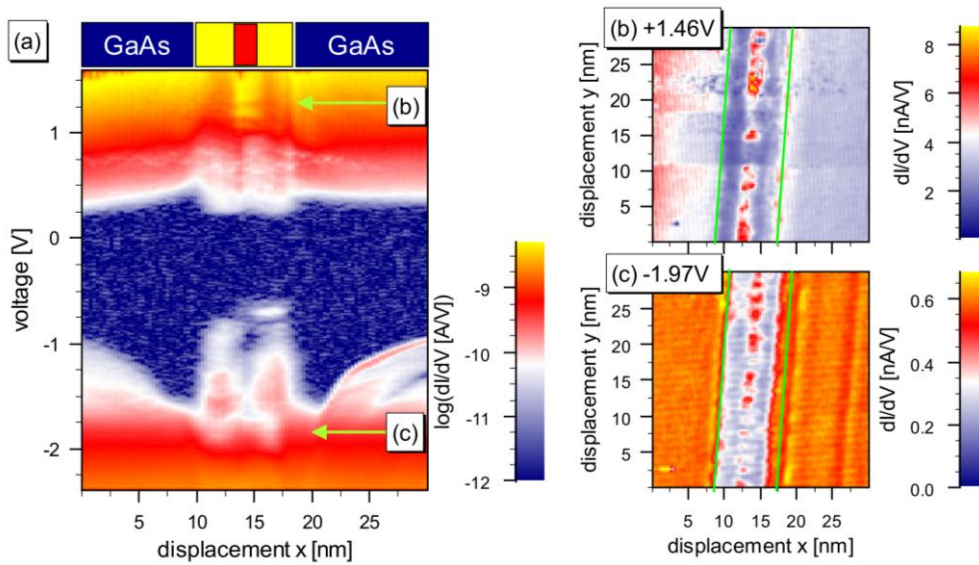 (a)
GaAs
GaAs
(b)
(c)
1
0
-1
-2
voltage [V]
5
10
15
20
25
displacement x [nm]
-9
-10
-11
-12
log(dI/dV [A/V])
(b) +1.46V
25
20
15
10
5
displacement y [nm]
8
6
4
2
dI/dV [nA/V]
(c) -1.97V
25
20
15
10
5
displacement y [nm]
5
10
15
20
25
displacement x [nm]
0.6
0.4
0.2
0.0
dI/dV [nA/V]